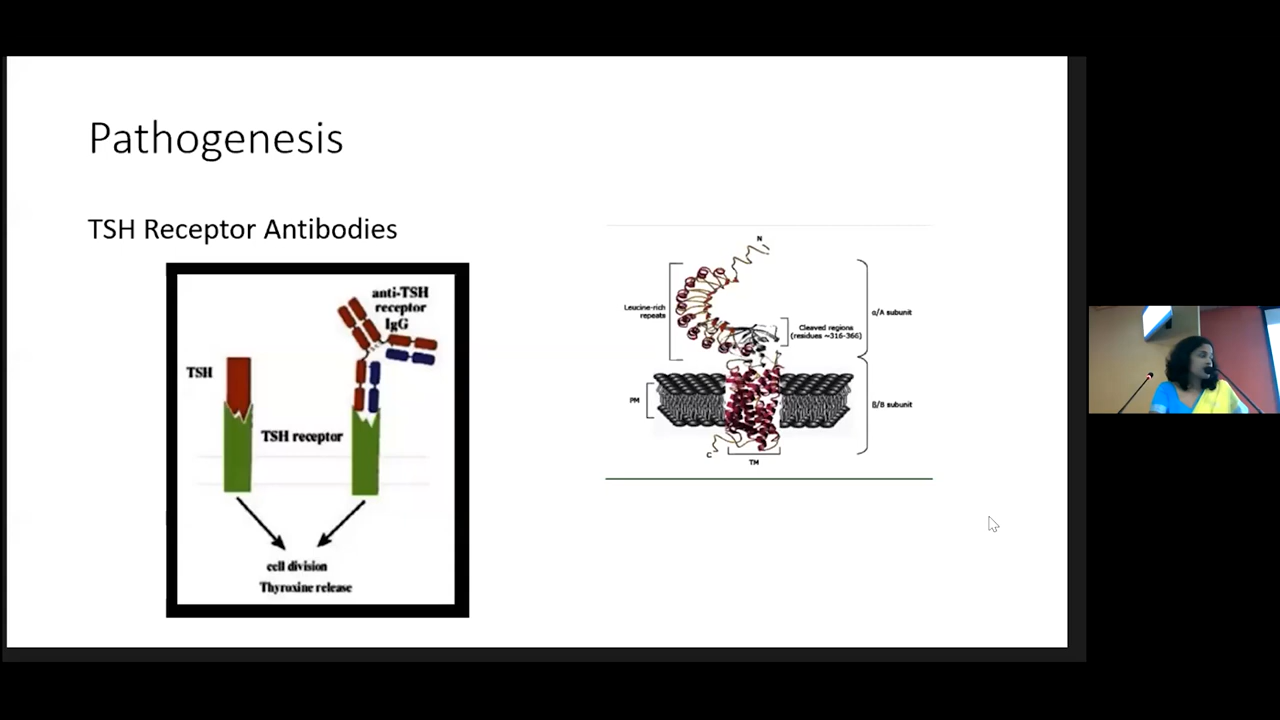 Pathogenesis
TSH Receptor Antibodies
anti-TSH
receptor
IgG
TSH
TSH receptor
cell division
Thyroxine release
N
Leucine-rich
repeats
Cleaved regions
(residues ~316-366)
α/A subunit
PM
β/B subunit
C
TM